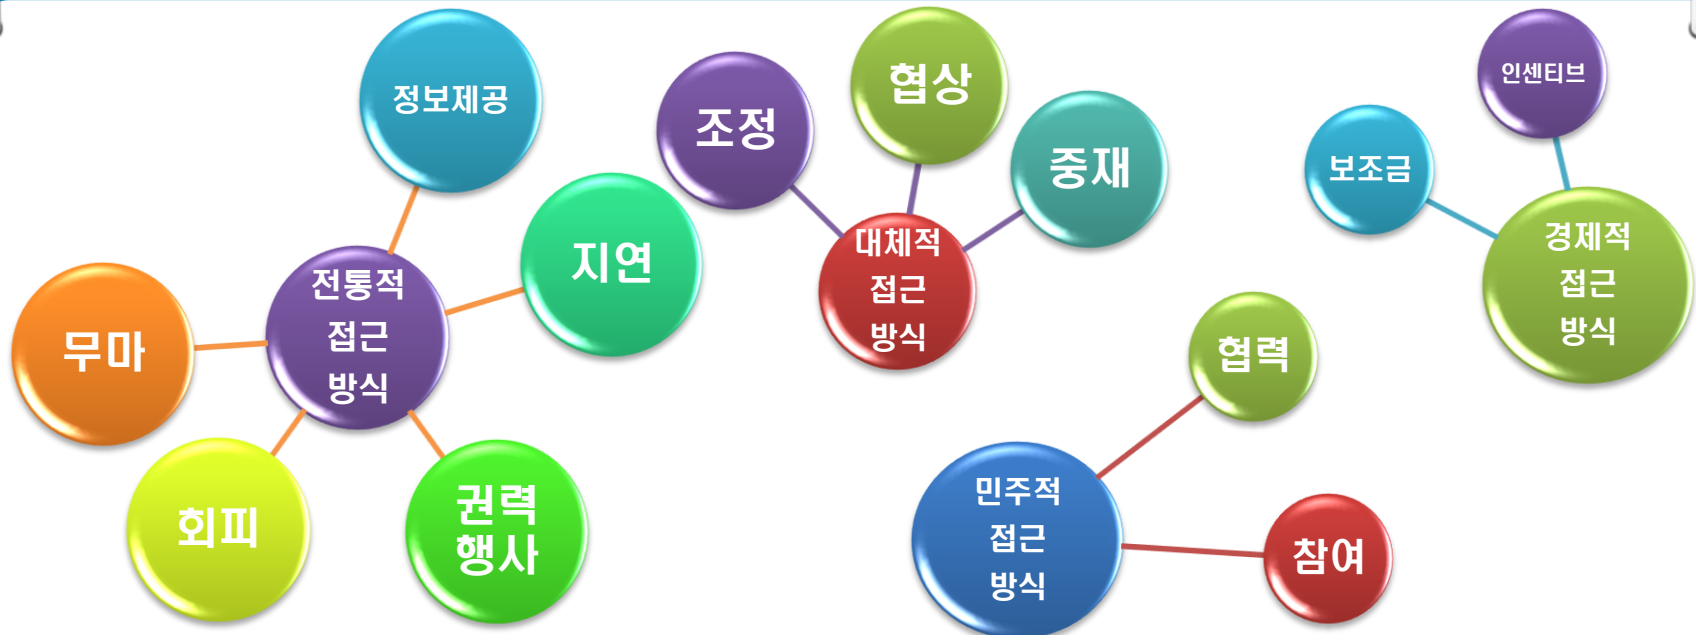 정보제공
지연
무마
전통적
접근
방식
회피
권력
행사
조정
협상
중재
대체적
접근
방식
인센티브
보조금
경제적
접근
방식
협력
민주적
접근
방식
참여